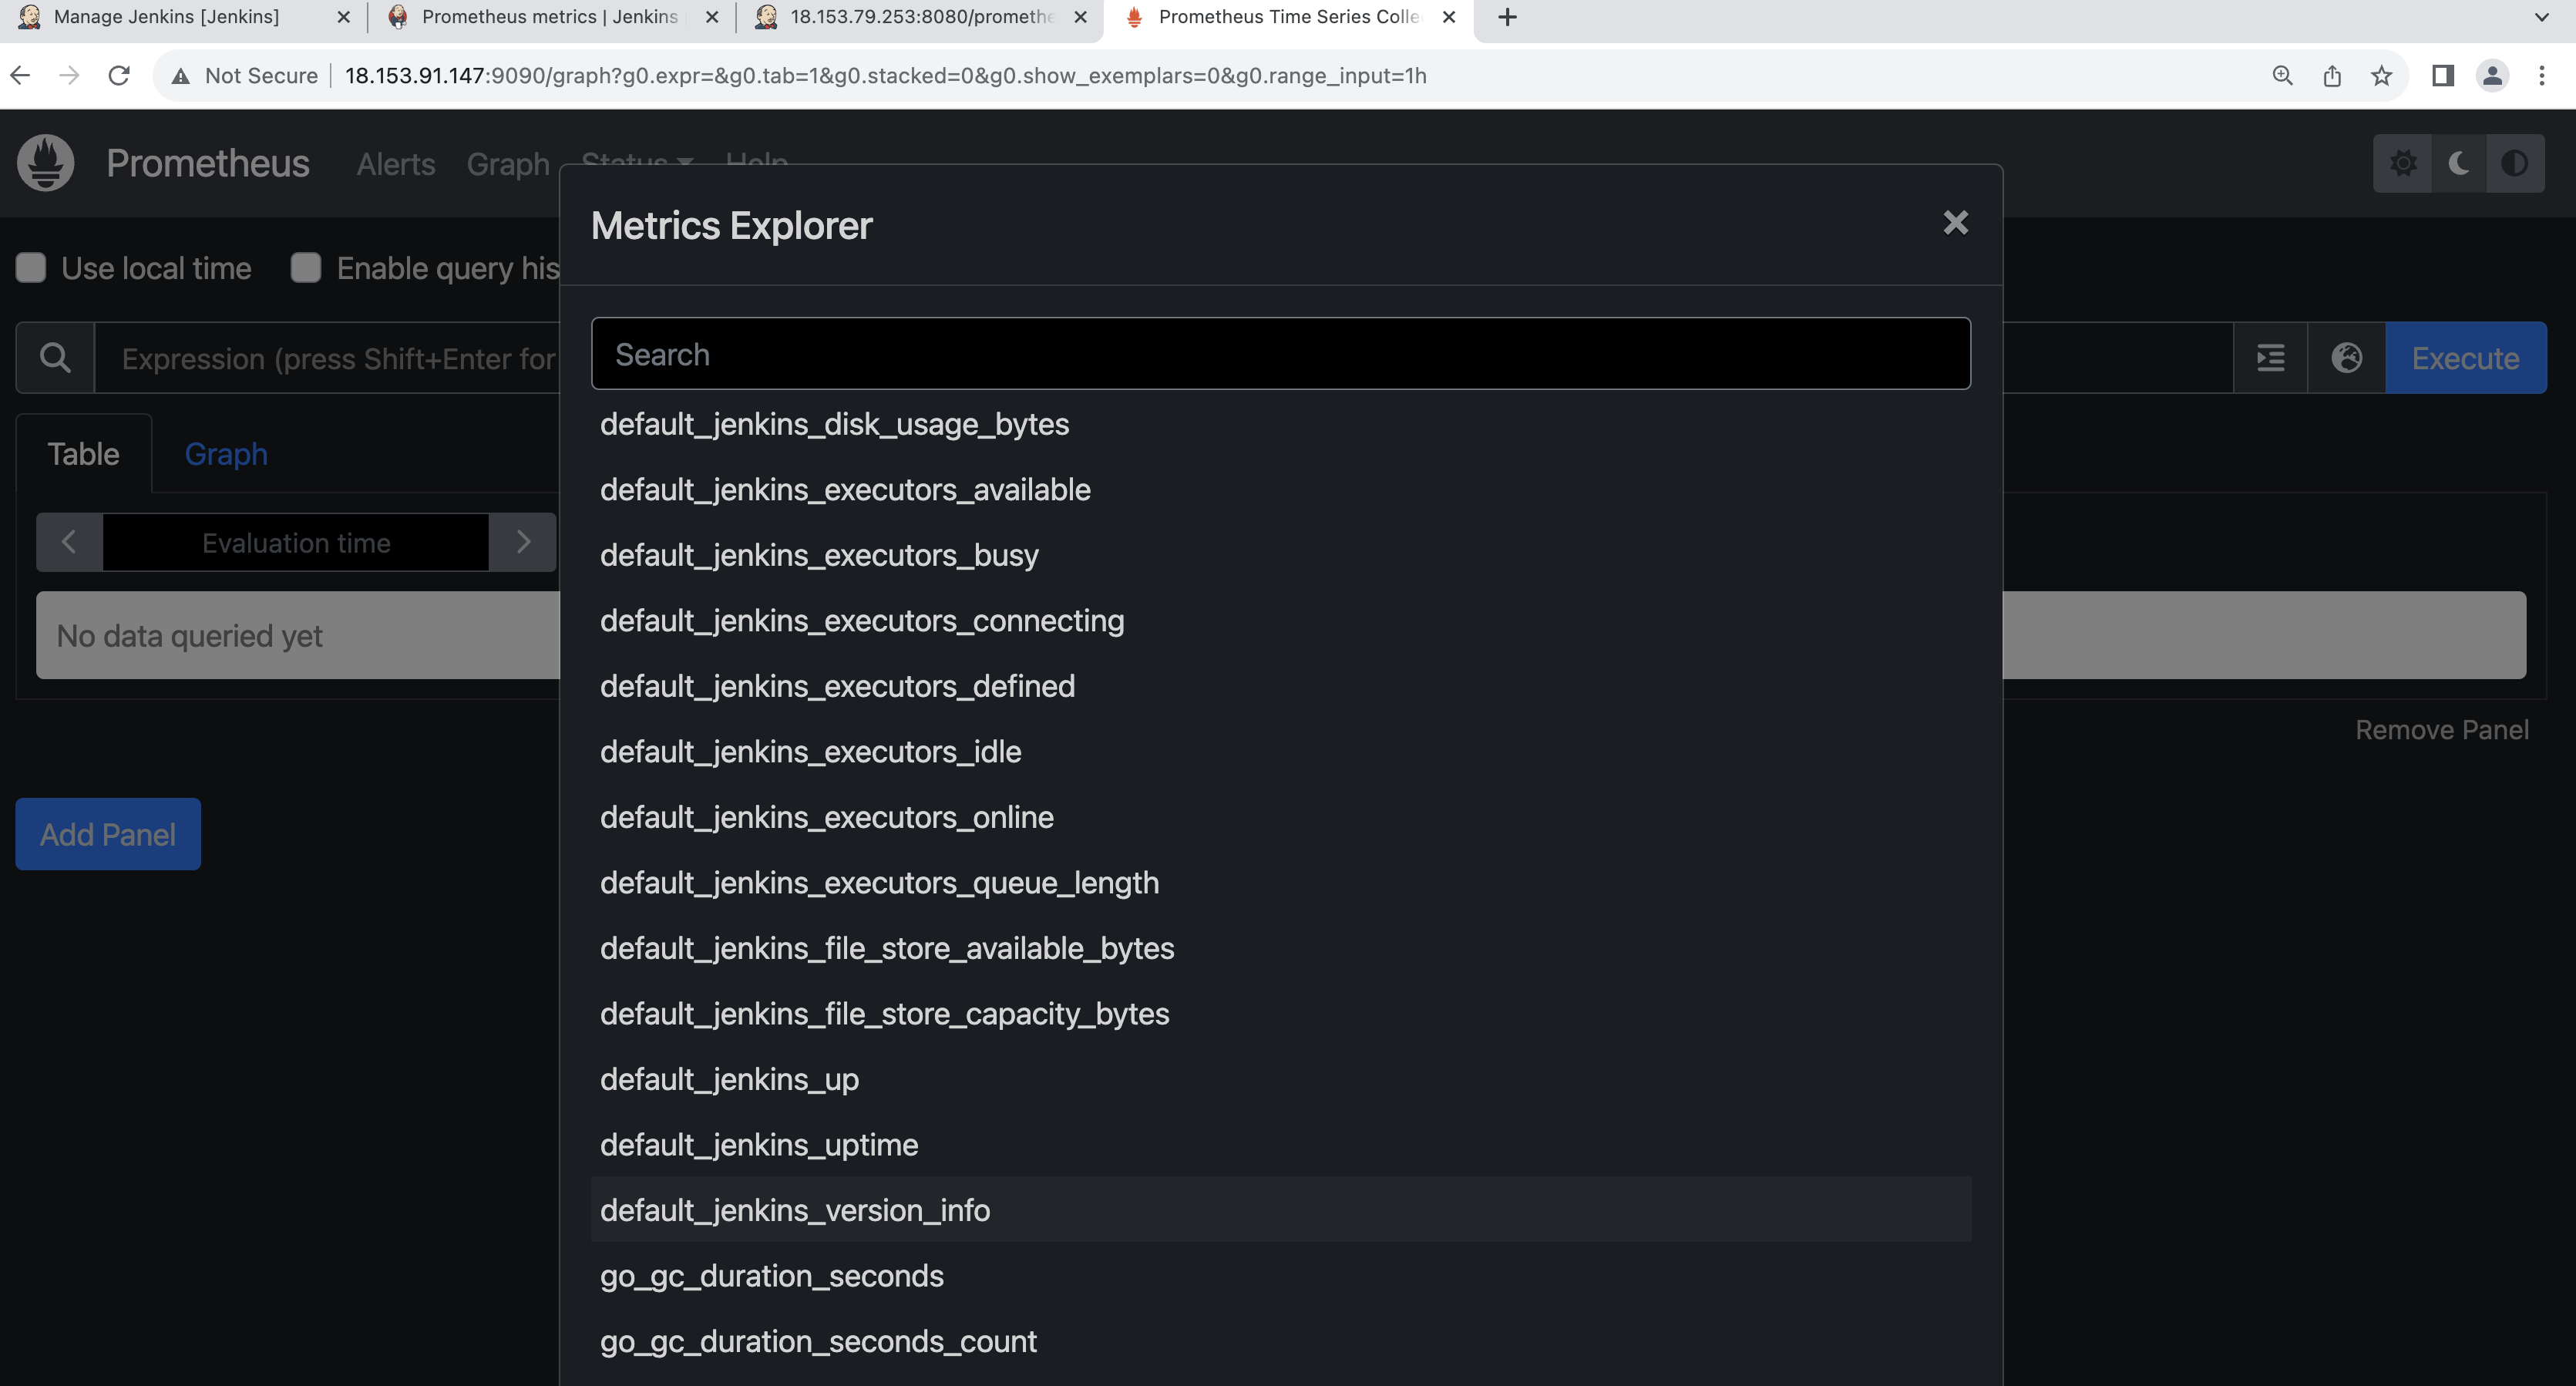 Manage Jenkins [Jenkins]
Prometheus metrics | Jenkins
18.153.79.253:8080/promethe
Prometheus Time Series Colle
Not Secure
18.153.91.147:9090/graph?g0.expr=&g0.tab=1&g0.stacked=0&g0.show_exemplars=0&g0.range_input=1h
Prometheus
Alerts
Graph
Status
Help
Metrics Explorer
Use local time
Enable query his
Search
Expression (press Shift+Enter for
Execute
Table
Graph
Evaluation time
No data queried yet
Remove Panel
Add Panel
default_jenkins_disk_usage_bytes
default_jenkins_executors_available
default_jenkins_executors_busy
default_jenkins_executors_connecting
default_jenkins_executors_defined
default_jenkins_executors_idle
default_jenkins_executors_online
default_jenkins_executors_queue_length
default_jenkins_file_store_available_bytes
default_jenkins_file_store_capacity_bytes
default_jenkins_up
default_jenkins_uptime
default_jenkins_version_info
go_gc_duration_seconds
go_gc_duration_seconds_count